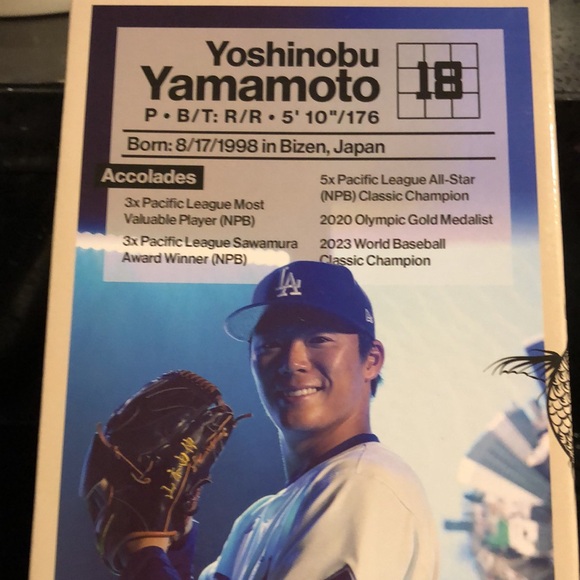 Yoshinobu
Yamamoto
18
P • B/T: R/R • 5' 10"/176
Born: 8/17/1998 in Bizen, Japan
Accolades
3x Pacific League Most
Valuable Player (NPB)
3x Pacific League Sawamura
Award Winner (NPB)
5x Pacific League All-Star
(NPB) Classic Champion
2020 Olympic Gold Medalist
2023 World Baseball
Classic Champion
LA